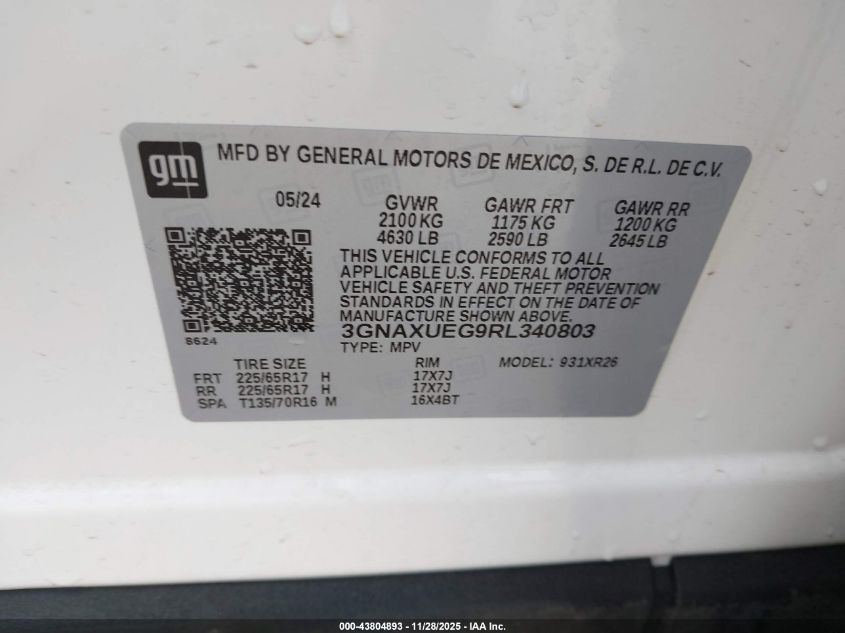 gm
MFD BY GENERAL MOTORS DE MEXICO, S. DE R.L. DE C.V.
05/24 GVWR GAWR FRT GAWR RR
2100 KG 1175 KG 1200 KG
4630 LB 2590 LB 2645 LB
THIS VEHICLE CONFORMS TO ALL
APPLICABLE U.S. FEDERAL MOTOR
VEHICLE SAFETY AND THEFT PREVENTION
STANDARDS IN EFFECT ON THE DATE OF
MANUFACTURE SHOWN ABOVE.
3GNAXUEG9RL340803
8624
TYPE: MPV MODEL: 931XR26
TIRE SIZE RIM
FRT 225/65R17 H 17X7J
RR 225/65R17 H 17X7J
SPA T135/70R16 M 16X4BT
000-43804893 - 11/28/2025 - IAA Inc.